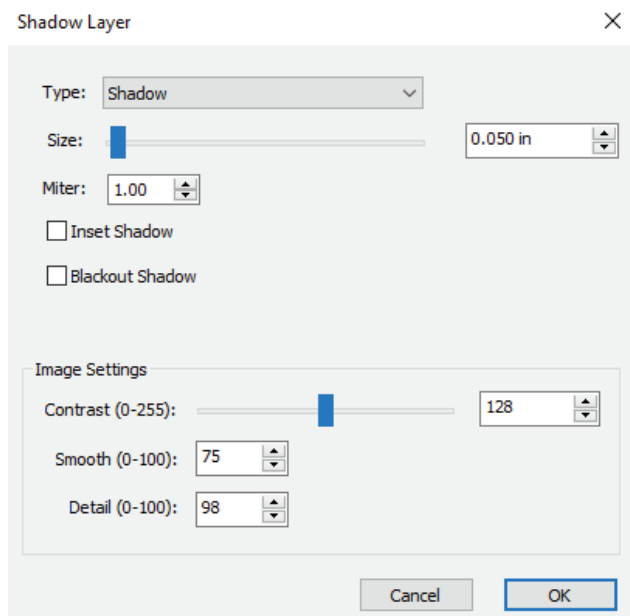 Shadow Layer
Type: Shadow
Size: 0.050 in
Miter: 1.00
Inset Shadow
Blackout Shadow
Image Settings
Contrast (0-255): 128
Smooth (0-100): 75
Detail (0-100): 98
Cancel OK